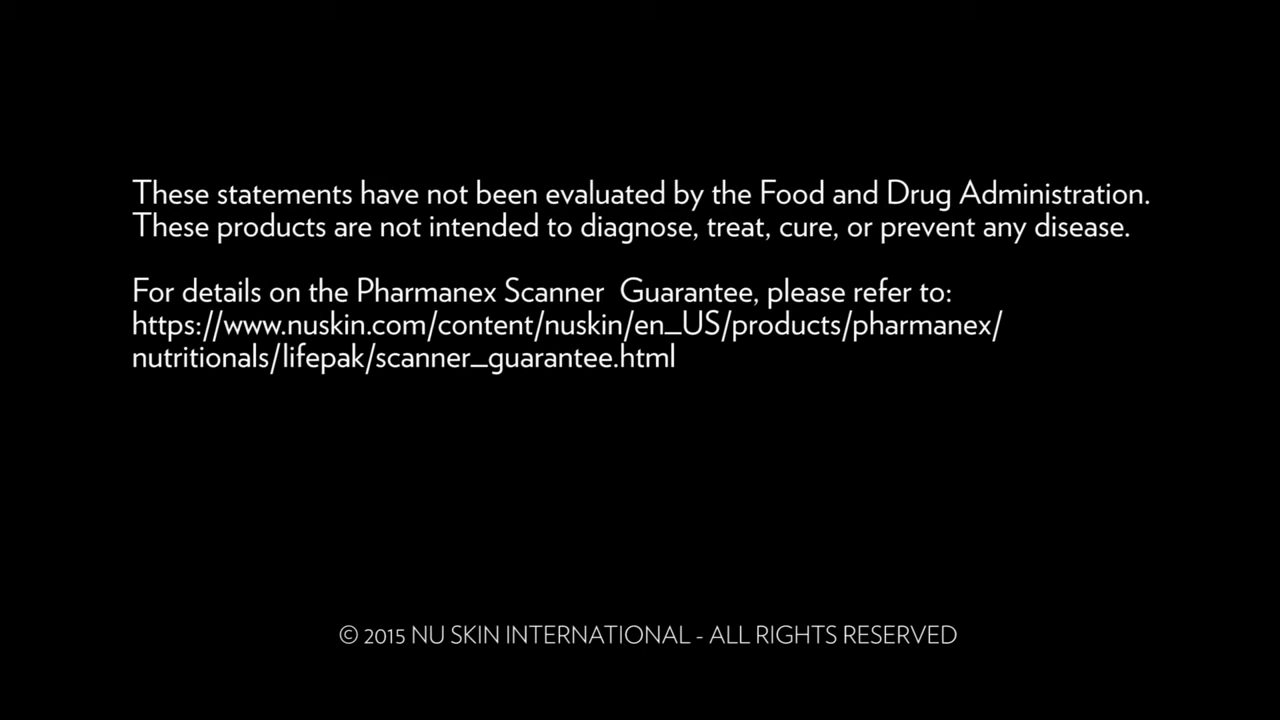 These statements have not been evaluated by the Food and Drug Administration.
These products are not intended to diagnose, treat, cure, or prevent any disease.
For details on the Pharmanex Scanner  Guarantee, please refer to:
https://www.nuskin.com/content/nuskin/en_US/products/pharmanex/
nutritionals/lifepak/scanner_guarantee.html
© 2015 NU SKIN INTERNATIONAL - ALL RIGHTS RESERVED